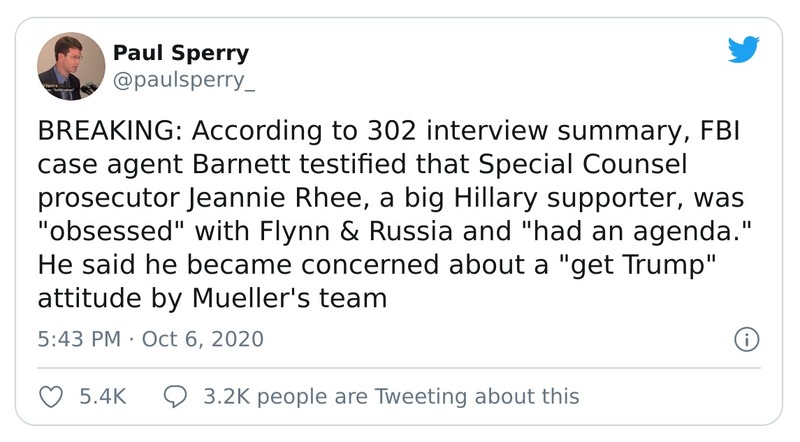 Paul Sperry
@paulsperry_
BREAKING: According to 302 interview summary, FBI
case agent Barnett testified that Special Counsel
prosecutor Jeannie Rhee, a big Hillary supporter, was
"obsessed" with Flynn & Russia and "had an agenda."
He said he became concerned about a "get Trump"
attitude by Mueller's team
5:43 PM · Oct 6, 2020
5.4K 3.2K people are Tweeting about this